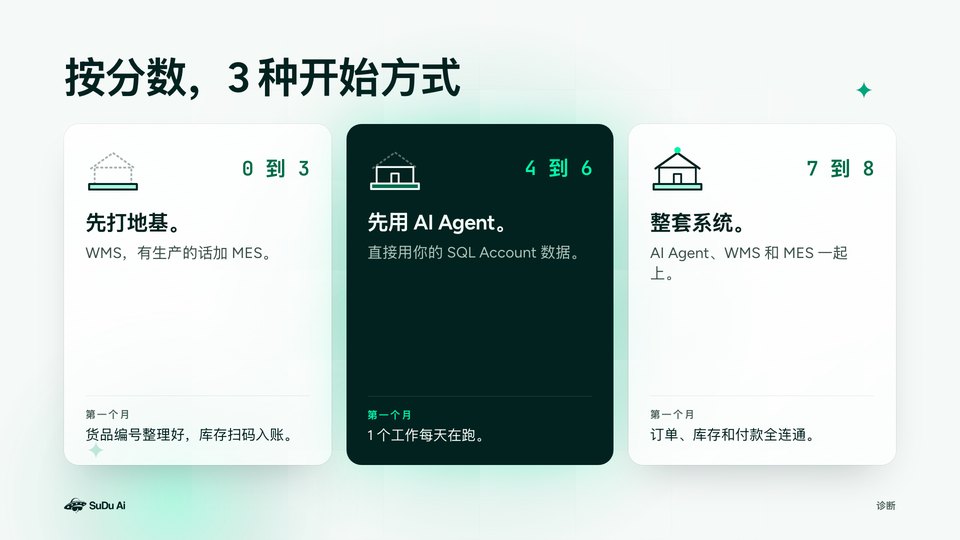 按分数，3 种开始方式
0 到 3
先打地基。
WMS，有生产的话加 MES。
第一个月
货品编号整理好，库存扫码入账。
4 到 6
先用 AI Agent。
直接用你的 SQL Account 数据。
第一个月
1 个工作每天在跑。
7 到 8
整套系统。
AI Agent、WMS 和 MES 一起
上。
第一个月
订单、库存和付款全连通。
SuDu Ai
诊断